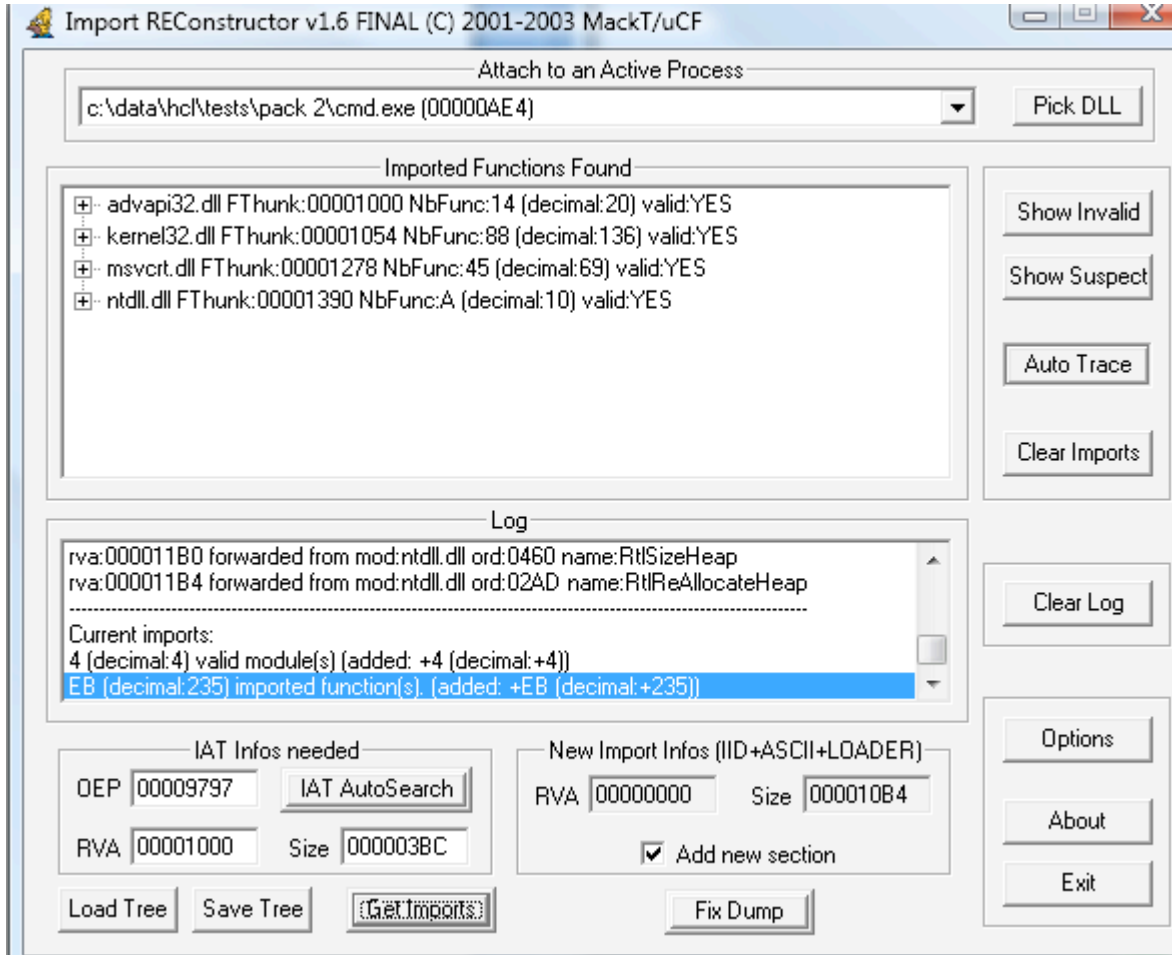 Import REConstructor v1.6 FINAL (C) 2001-2003 MackT/uCF
Attach to an Active Process
c:\data\hcl\tests\pack 2\cmd.exe (00000AE4)
Pick DLL
Imported Functions Found
advapi32.dll FThunk:00001000 NbFunc:14 (decimal:20) valid:YES
kernel32.dll FThunk:00001054 NbFunc:88 (decimal:136) valid:YES
msvcrt.dll FThunk:00001278 NbFunc:45 (decimal:69) valid:YES
ntdll.dll FThunk:00001390 NbFunc:A (decimal:10) valid:YES
Show Invalid
Show Suspect
Auto Trace
Clear Imports
Log
rva:000011B0 forwarded from mod:ntdll.dll ord:0460 name:RtlSizeHeap
rva:000011B4 forwarded from mod:ntdll.dll ord:02AD name:RtlReAllocateHeap
---------------------------------------------------------------------------------------------------------------------------
Current imports:
4 (decimal:4) valid module(s) (added: +4 (decimal:+4))
EB (decimal:235) imported function(s). (added: +EB (decimal:+235))
Clear Log
IAT Infos needed
OEP 00009797 IAT AutoSearch
RVA 00001000 Size 000003BC
New Import Infos (IID+ASCII+LOADER)
RVA 00000000 Size 000010B4
Add new section
Options
About
Exit
Load Tree Save Tree Get Imports Fix Dump